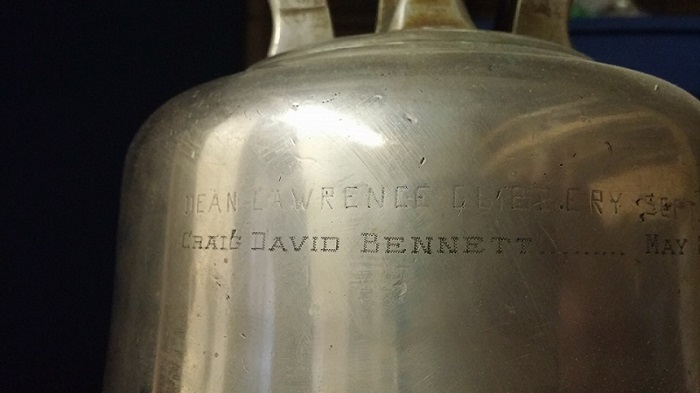 DEAN LAWRENCE
CRAIG DAVID BENNETT......... MAY